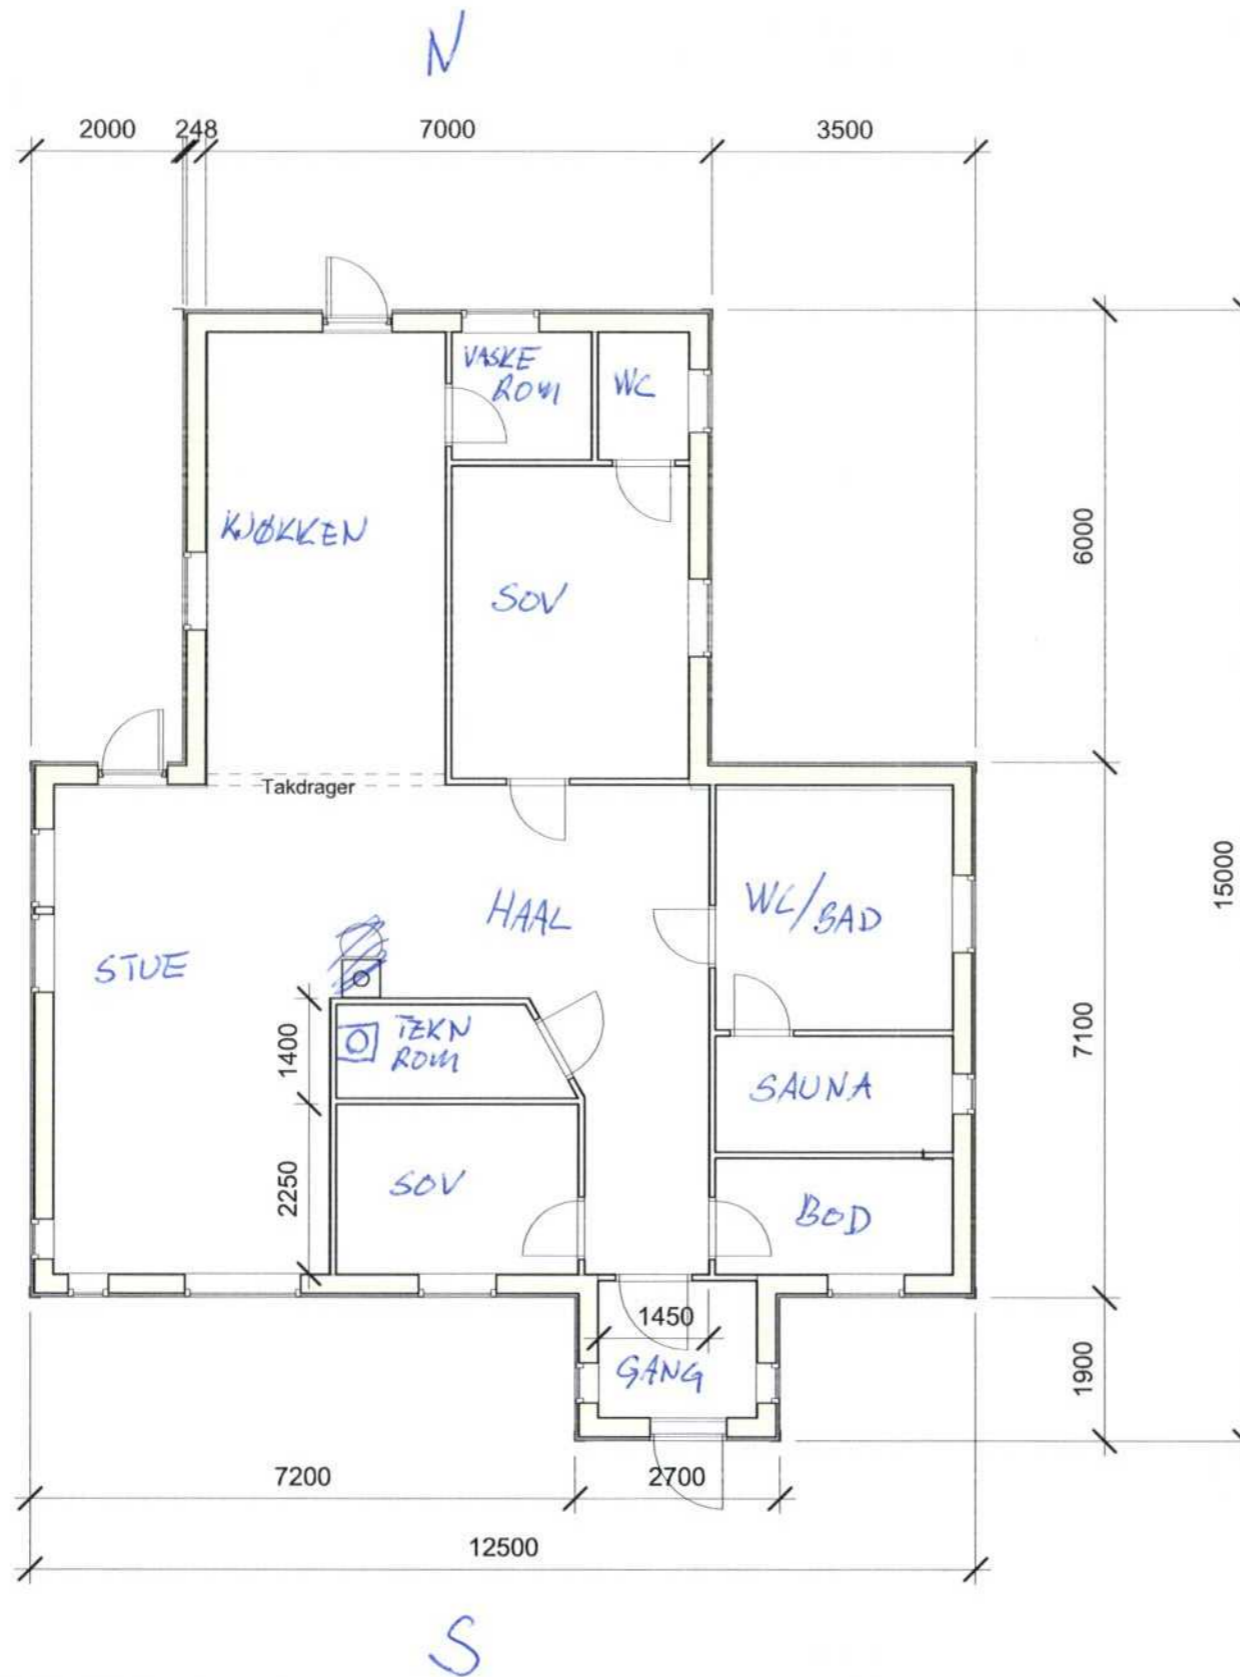 N
2000 248 7000 3500
VASKE
ROM
WC
KJØKKEN
SOV
6000
Takdrager
HAAL
WC/BAD
15000
STUE
1400
TEKN
ROM
7100
SAUNA
2250
SOV
BOD
1450
GANG
1900
7200 2700
12500
S